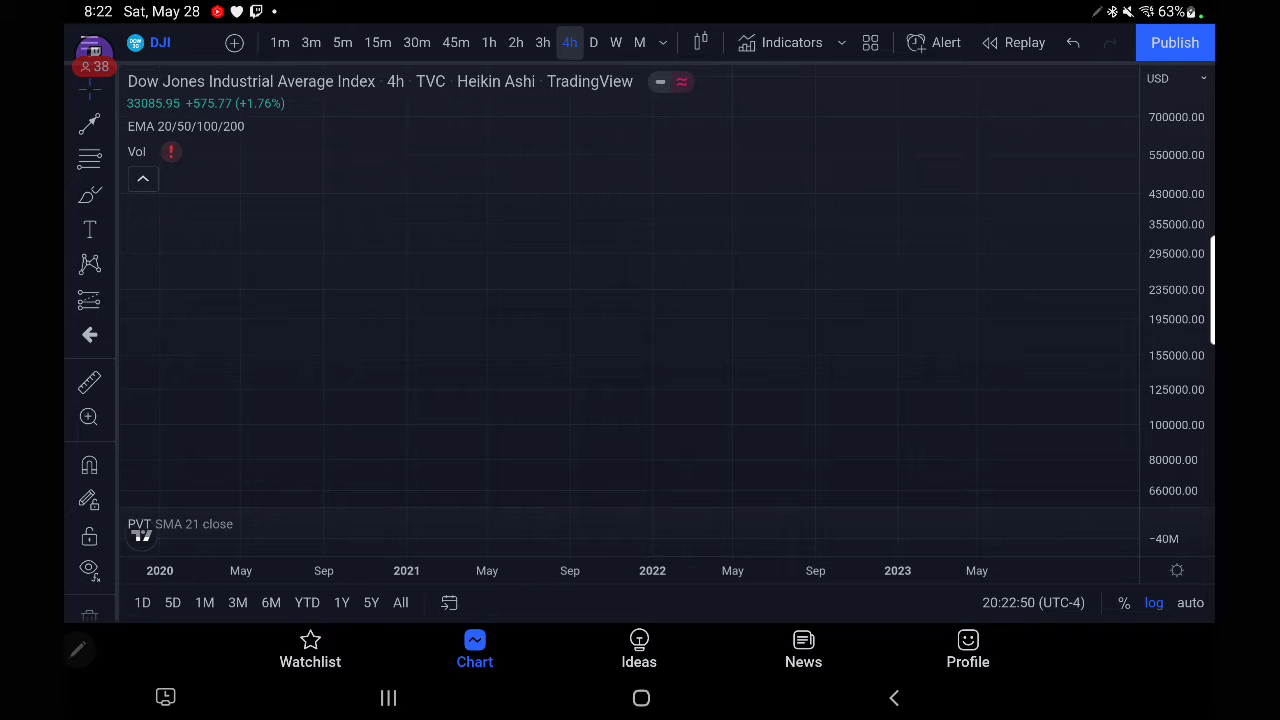 8:22 Sat, May 28 63%
DJI 1m 3m 5m 15m 30m 45m 1h 2h 3h 4h D W M Indicators Alert Replay Publish
38
Dow Jones Industrial Average Index · 4h · TVC · Heikin Ashi · TradingView
USD
33085.95 +575.77 (+1.76%)
EMA 20/50/100/200
Vol
700000.00
550000.00
430000.00
355000.00
295000.00
235000.00
195000.00
155000.00
125000.00
100000.00
80000.00
66000.00
PVT SMA 21 close
−40M
2020 May Sep 2021 May Sep 2022 May Sep 2023 May
1D 5D 1M 3M 6M YTD 1Y 5Y All 20:22:50 (UTC-4) % log auto
Watchlist Chart Ideas News Profile